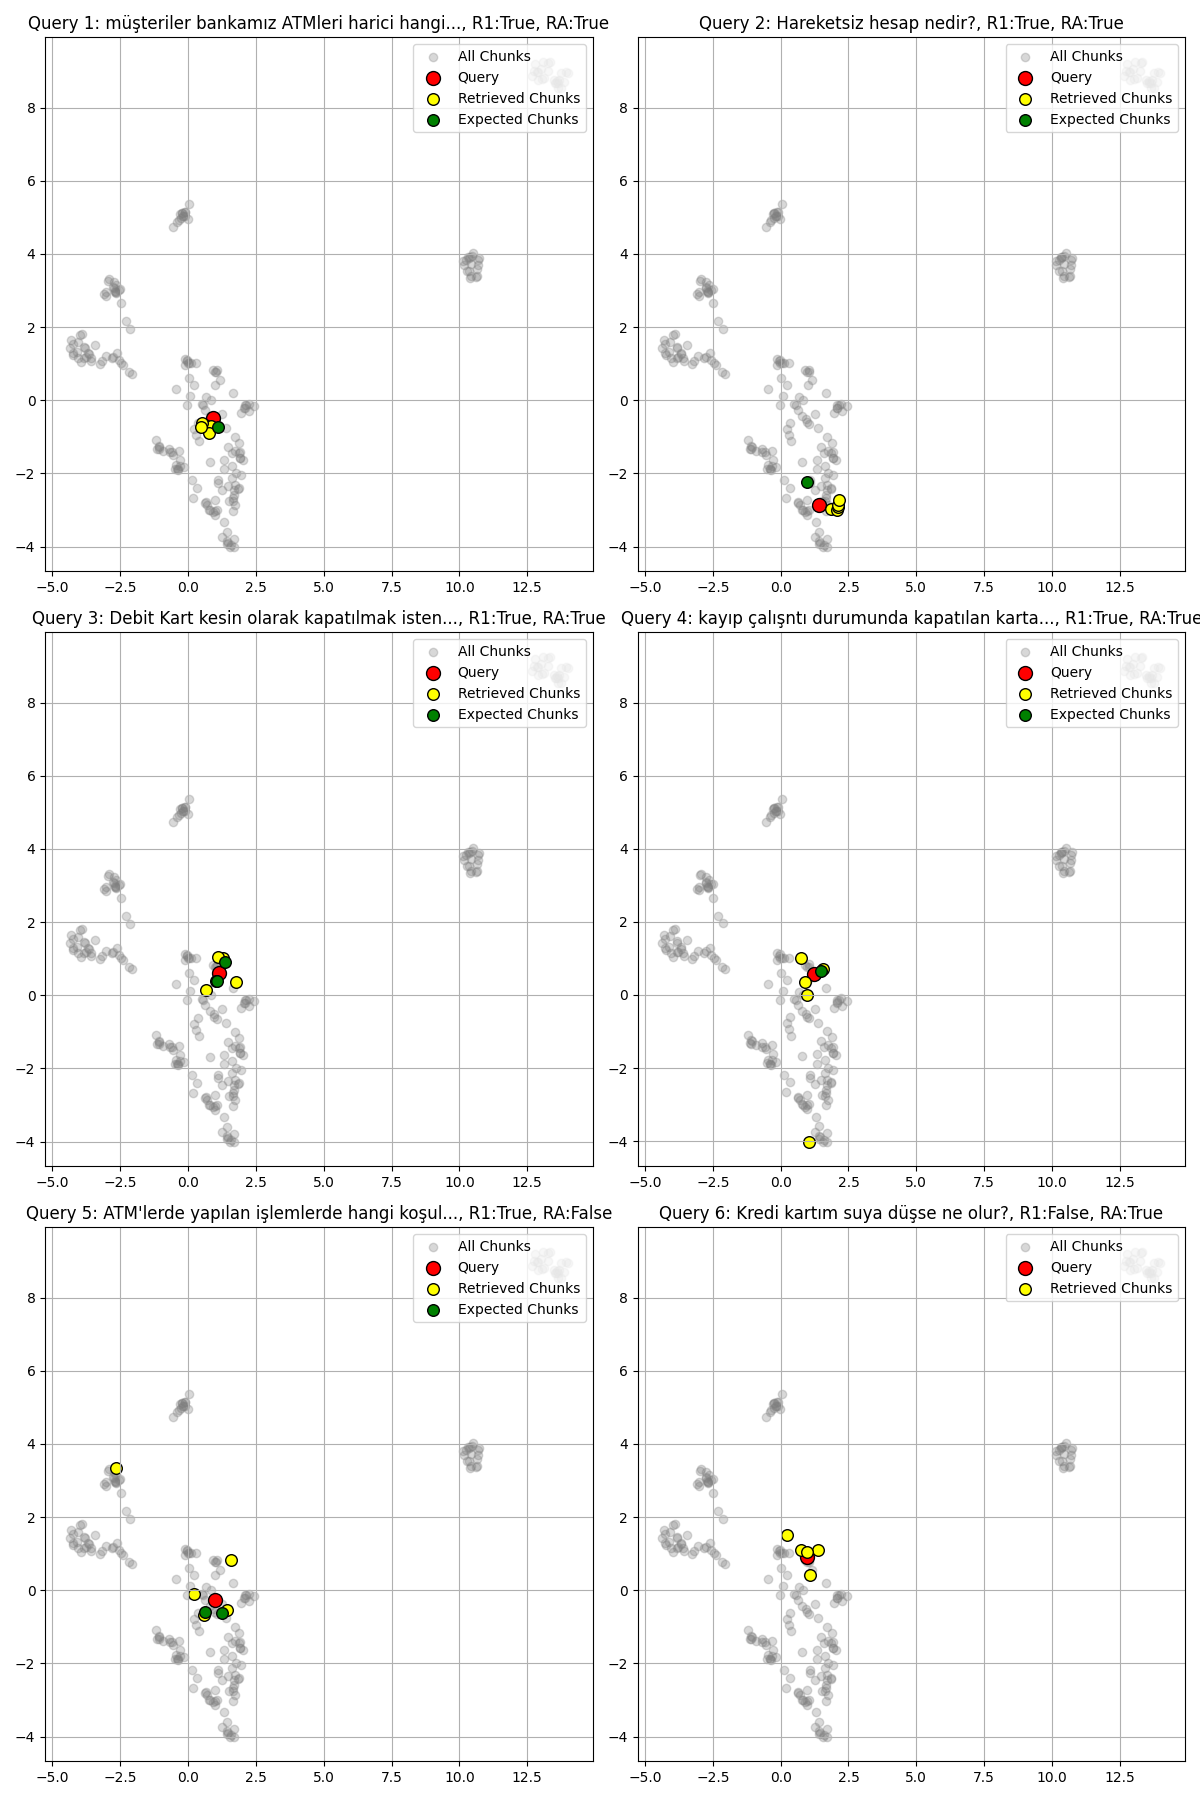 Query 1: müşteriler bankamız ATMleri harici hangi..., R1:True, RA:True
All Chunks
Query
Retrieved Chunks
Expected Chunks
8
6
4
2
0
−2
−4
−5.0 −2.5 0.0 2.5 5.0 7.5 10.0 12.5
Query 2: Hareketsiz hesap nedir?, R1:True, RA:True
All Chunks
Query
Retrieved Chunks
Expected Chunks
8
6
4
2
0
−2
−4
−5.0 −2.5 0.0 2.5 5.0 7.5 10.0 12.5
Query 3: Debit Kart kesin olarak kapatılmak isten..., R1:True, RA:True
All Chunks
Query
Retrieved Chunks
Expected Chunks
8
6
4
2
0
−2
−4
−5.0 −2.5 0.0 2.5 5.0 7.5 10.0 12.5
Query 4: kayıp çalışntı durumunda kapatılan karta..., R1:True, RA:True
All Chunks
Query
Retrieved Chunks
Expected Chunks
8
6
4
2
0
−2
−4
−5.0 −2.5 0.0 2.5 5.0 7.5 10.0 12.5
Query 5: ATM'lerde yapılan işlemlerde hangi koşul..., R1:True, RA:False
All Chunks
Query
Retrieved Chunks
Expected Chunks
8
6
4
2
0
−2
−4
−5.0 −2.5 0.0 2.5 5.0 7.5 10.0 12.5
Query 6: Kredi kartım suya düşse ne olur?, R1:False, RA:True
All Chunks
Query
Retrieved Chunks
8
6
4
2
0
−2
−4
−5.0 −2.5 0.0 2.5 5.0 7.5 10.0 12.5